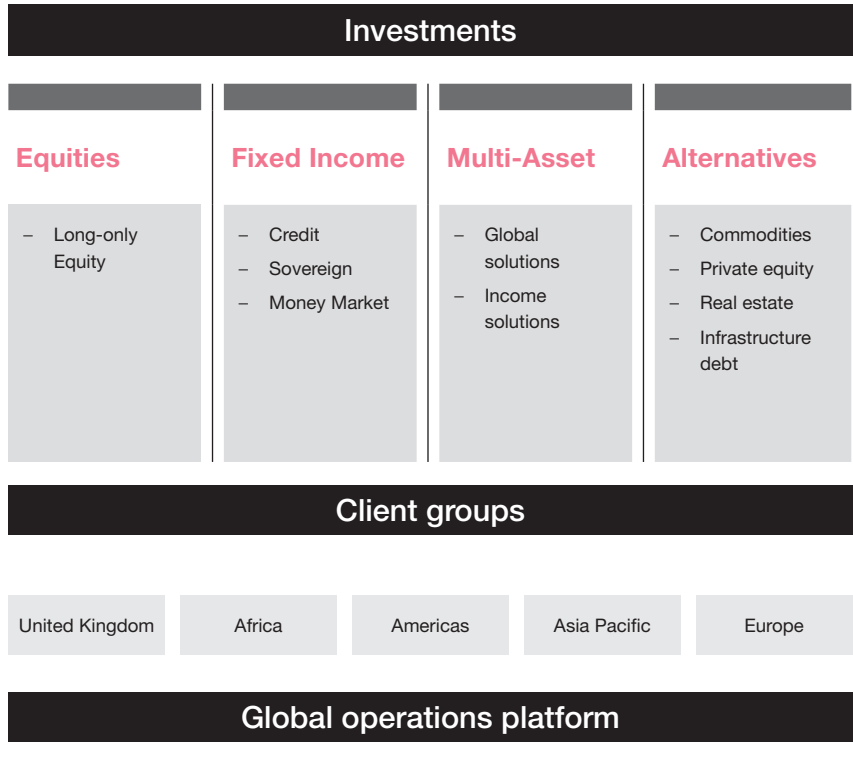 Investments
Equities
– Long-only
Equity
Fixed Income
– Credit
– Sovereign
– Money Market
Multi-Asset
– Global
solutions
– Income
solutions
Alternatives
– Commodities
– Private equity
– Real estate
– Infrastructure
debt
Client groups
United Kingdom
Africa
Americas
Asia Pacific
Europe
Global operations platform